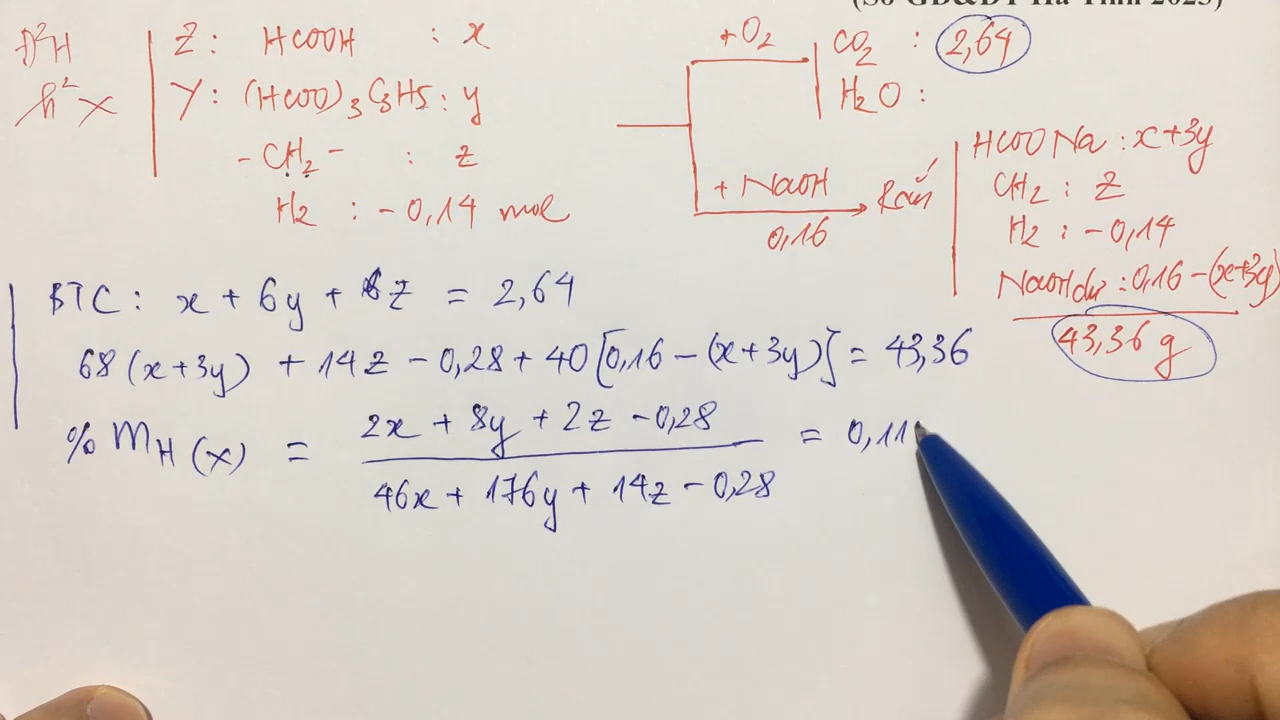 (Sở GD&ĐT Hà Tĩnh 2023)
Đ²H
h² X
Z : HCOOH : x
Y : (HCOO)₃C₃H₅ : y
- CH₂ - : z
H₂ : - 0,14 mol
+ O₂
CO₂ : 2,64
H₂O :
+ NaOH
0,16
Rắn
HCOONa : x+3y
CH₂ : z
H₂ : - 0,14
NaOH dư : 0,16 - (x+3y)
43,36 g
BTC : x + 6y + z = 2,64
68 (x+3y) + 14z - 0,28 + 40 [0,16 - (x+3y)] = 43,36
% mH (X) = (2x + 8y + 2z - 0,28) / (46x + 176y + 14z - 0,28) = 0,11